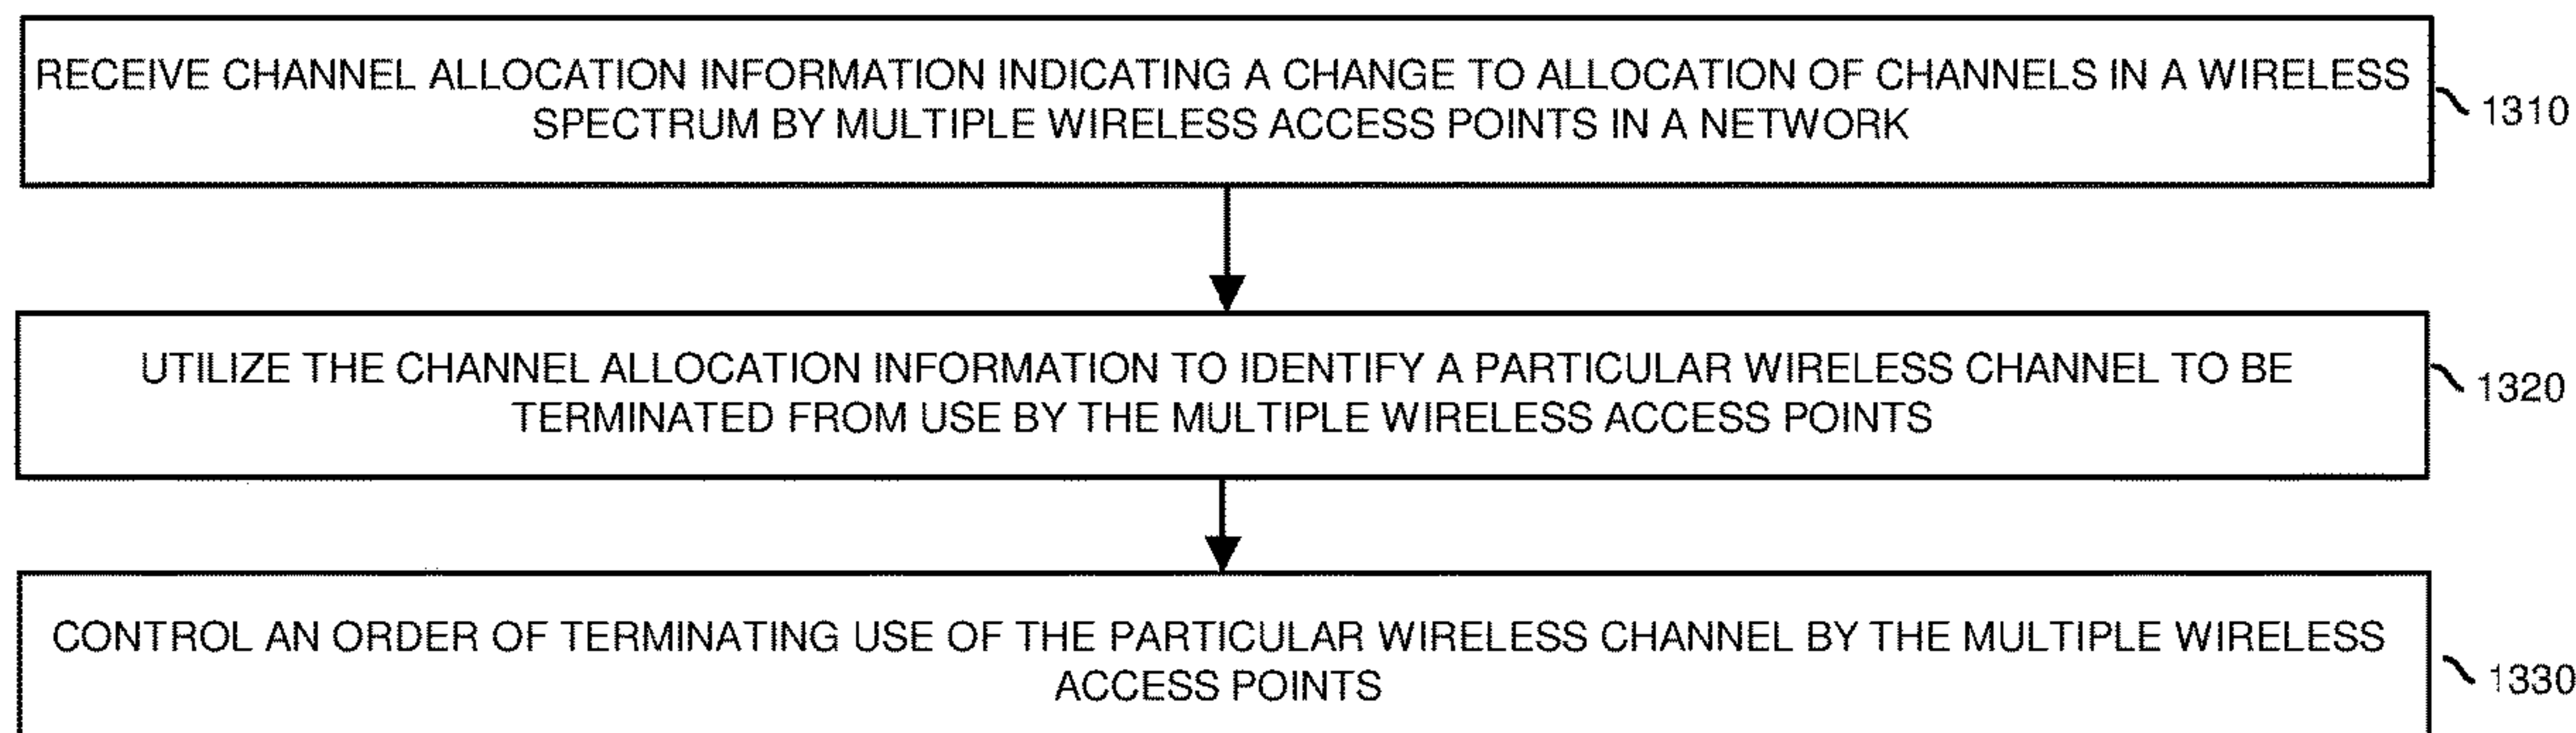 RECEIVE CHANNEL ALLOCATION INFORMATION INDICATING A CHANGE TO ALLOCATION OF CHANNELS IN A WIRELESS
SPECTRUM BY MULTIPLE WIRELESS ACCESS POINTS IN A NETWORK
1310
UTILIZE THE CHANNEL ALLOCATION INFORMATION TO IDENTIFY A PARTICULAR WIRELESS CHANNEL TO BE
TERMINATED FROM USE BY THE MULTIPLE WIRELESS ACCESS POINTS
1320
CONTROL AN ORDER OF TERMINATING USE OF THE PARTICULAR WIRELESS CHANNEL BY THE MULTIPLE WIRELESS
ACCESS POINTS
1330